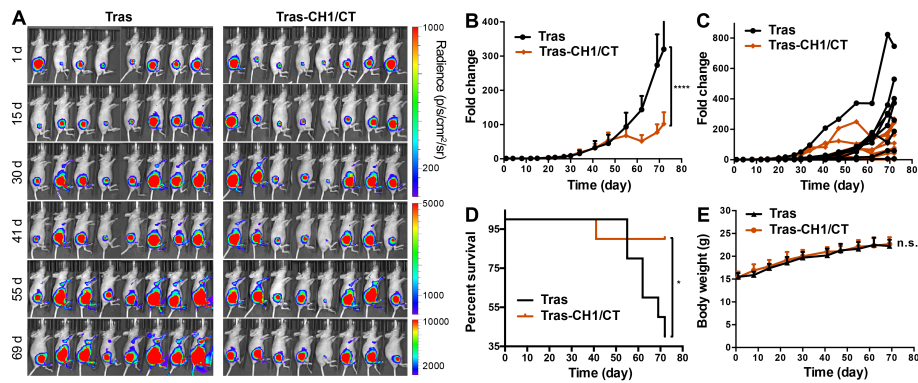 A
Tras
Tras-CH1/CT
1 d
15 d
30 d
41 d
55 d
69 d
1000
200
5000
1000
10000
2000
Radience (p/s/cm²/sr)
B
Tras
Tras-CH1/CT
Fold change
400
300
200
100
0
****
0 10 20 30 40 50 60 70 80
Time (day)
C
Tras
Tras-CH1/CT
Fold change
800
600
400
200
0
0 10 20 30 40 50 60 70 80
Time (day)
D
Percent survival
95
75
55
35
Tras
Tras-CH1/CT
*
0 10 20 30 40 50 60 70 80
Time (day)
E
Tras
Tras-CH1/CT
n.s.
Body weight (g)
30
25
20
15
10
5
0
0 10 20 30 40 50 60 70 80
Time (day)